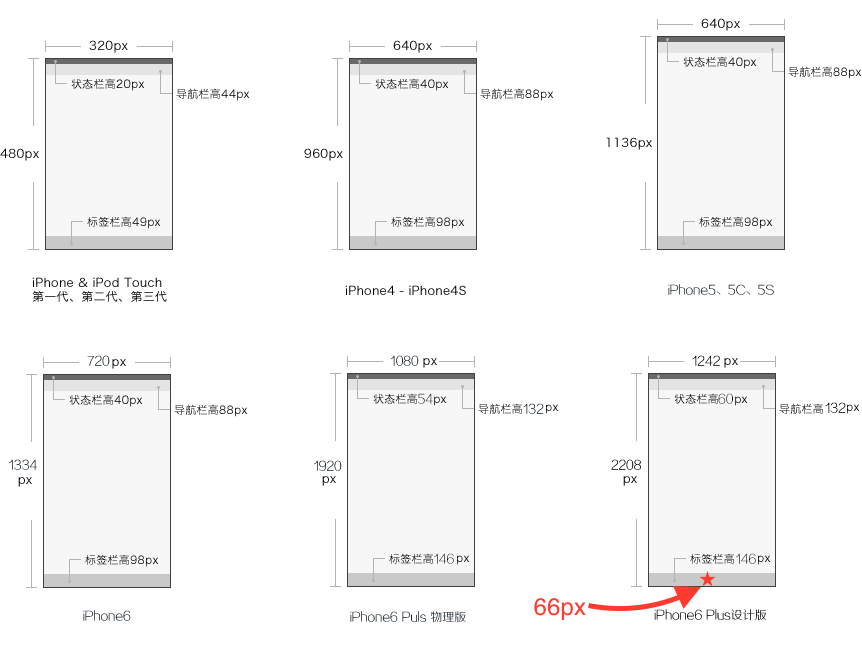 320px
状态栏高20px
导航栏高44px
480px
标签栏高49px
iPhone & iPod Touch
第一代、第二代、第三代
640px
状态栏高40px
导航栏高88px
960px
标签栏高98px
iPhone4 - iPhone4S
640px
状态栏高40px
导航栏高88px
1136px
标签栏高98px
iPhone5、5C、5S
720 px
状态栏高40px
导航栏高88px
1334
px
标签栏高98px
iPhone6
1080 px
状态栏高54px
导航栏高132px
1920
px
标签栏高146px
iPhone6 Puls 物理版
1242 px
状态栏高60px
导航栏高132px
2208
px
标签栏高146px
66px
iPhone6 Plus设计版